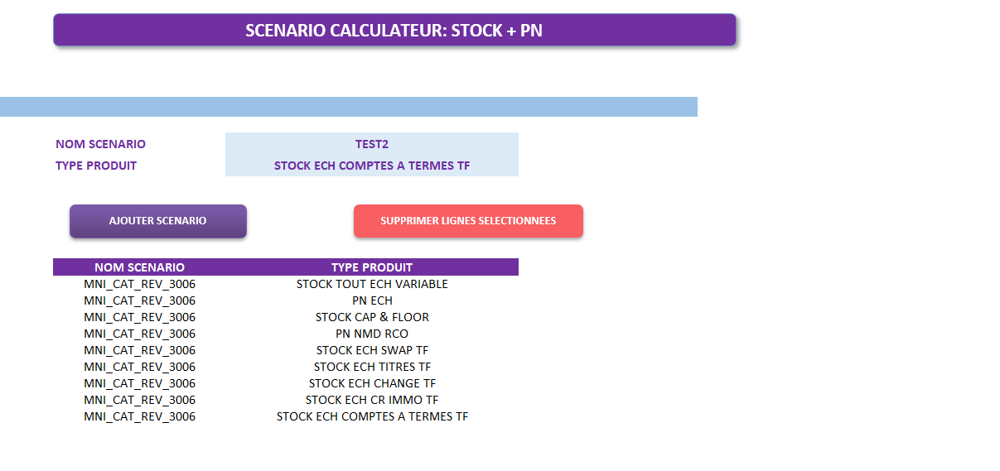 SCENARIO CALCULATEUR: STOCK + PN
NOM SCENARIO TEST2
TYPE PRODUIT STOCK ECH COMPTES A TERMES TF
AJOUTER SCENARIO SUPPRIMER LIGNES SELECTIONNEES
NOM SCENARIO TYPE PRODUIT
MNI_CAT_REV_3006 STOCK TOUT ECH VARIABLE
MNI_CAT_REV_3006 PN ECH
MNI_CAT_REV_3006 STOCK CAP & FLOOR
MNI_CAT_REV_3006 PN NMD RCO
MNI_CAT_REV_3006 STOCK ECH SWAP TF
MNI_CAT_REV_3006 STOCK ECH TITRES TF
MNI_CAT_REV_3006 STOCK ECH CHANGE TF
MNI_CAT_REV_3006 STOCK ECH CR IMMO TF
MNI_CAT_REV_3006 STOCK ECH COMPTES A TERMES TF